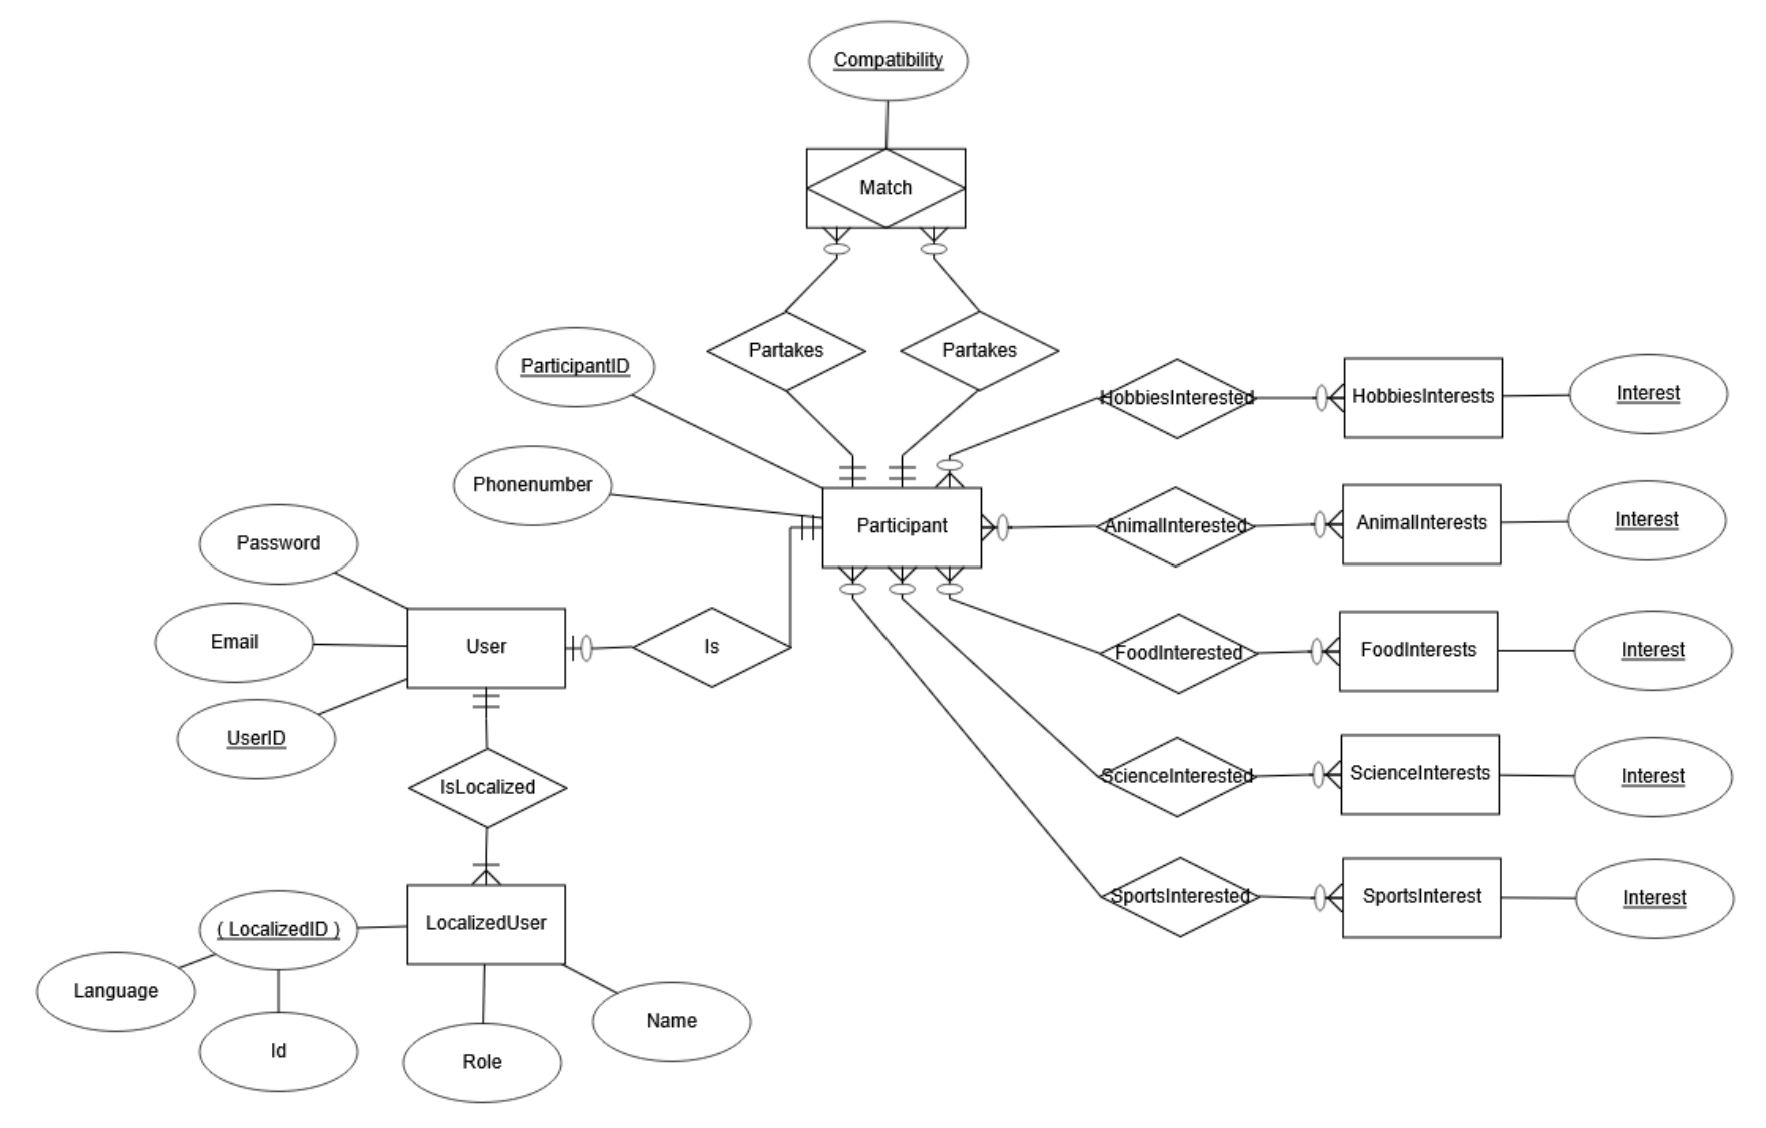 Compatibility
Match
Partakes
Partakes
ParticipantID
HobbiesInterested
HobbiesInterests
Interest
Phonenumber
Participant
AnimalInterested
AnimalInterests
Interest
Password
Email
User
Is
FoodInterested
FoodInterests
Interest
UserID
IsLocalized
ScienceInterested
ScienceInterests
Interest
( LocalizedID )
LocalizedUser
SportsInterested
SportsInterest
Interest
Language
Id
Role
Name